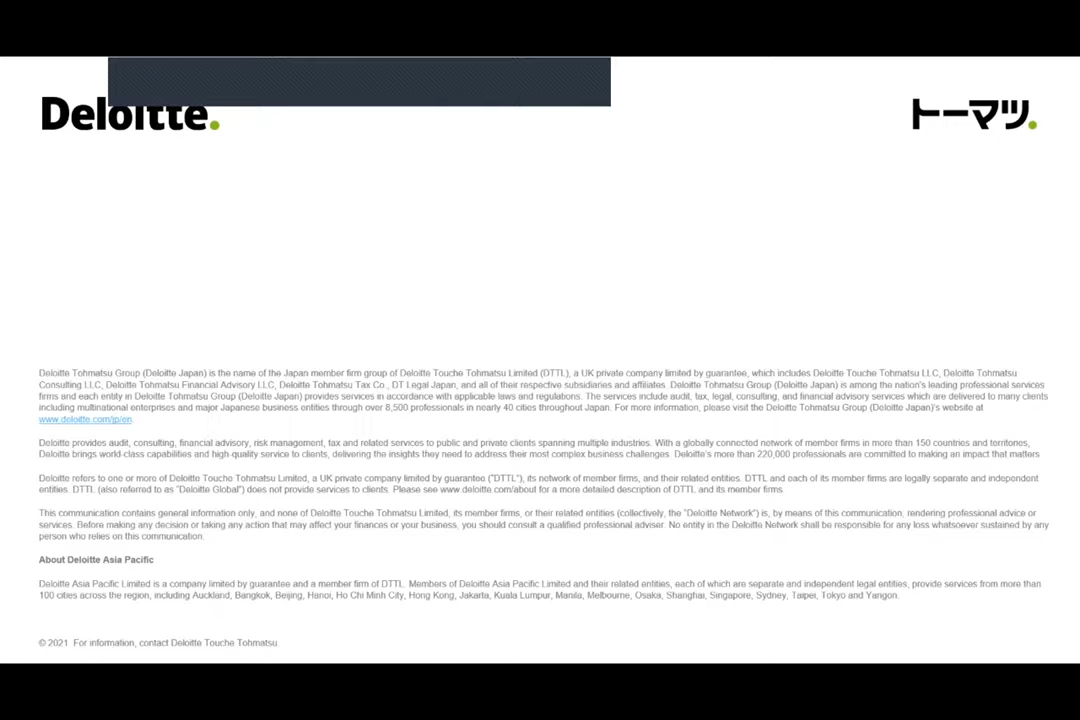 Deloitte.
トーマツ.
Deloitte Tohmatsu Group (Deloitte Japan) is the name of the Japan member firm group of Deloitte Touche Tohmatsu Limited (DTTL), a UK private company limited by guarantee, which includes Deloitte Touche Tohmatsu LLC, Deloitte Tohmatsu
Consulting LLC, Deloitte Tohmatsu Financial Advisory LLC, Deloitte Tohmatsu Tax Co., DT Legal Japan, and all of their respective subsidiaries and affiliates. Deloitte Tohmatsu Group (Deloitte Japan) is among the nation's leading professional services
firms and each entity in Deloitte Tohmatsu Group (Deloitte Japan) provides services in accordance with applicable laws and regulations. The services include audit, tax, legal, consulting, and financial advisory services which are delivered to many clients
including multinational enterprises and major Japanese business entities through over 8,500 professionals in nearly 40 cities throughout Japan. For more information, please visit the Deloitte Tohmatsu Group (Deloitte Japan)'s website at
www.deloitte.com/jp/en.
Deloitte provides audit, consulting, financial advisory, risk management, tax and related services to public and private clients spanning multiple industries. With a globally connected network of member firms in more than 150 countries and territories,
Deloitte brings world-class capabilities and high-quality service to clients, delivering the insights they need to address their most complex business challenges. Deloitte's more than 220,000 professionals are committed to making an impact that matters
Deloitte refers to one or more of Deloitte Touche Tohmatsu Limited, a UK private company limited by guarantee ("DTTL"), its network of member firms, and their related entities. DTTL and each of its member firms are legally separate and independent
entities. DTTL (also referred to as "Deloitte Global") does not provide services to clients. Please see www.deloitte.com/about for a more detailed description of DTTL and its member firms.
This communication contains general information only, and none of Deloitte Touche Tohmatsu Limited, its member firms, or their related entities (collectively, the "Deloitte Network") is, by means of this communication, rendering professional advice or
services. Before making any decision or taking any action that may affect your finances or your business, you should consult a qualified professional adviser. No entity in the Deloitte Network shall be responsible for any loss whatsoever sustained by any
person who relies on this communication.
About Deloitte Asia Pacific
Deloitte Asia Pacific Limited is a company limited by guarantee and a member firm of DTTL. Members of Deloitte Asia Pacific Limited and their related entities, each of which are separate and independent legal entities, provide services from more than
100 cities across the region, including Auckland, Bangkok, Beijing, Hanoi, Ho Chi Minh City, Hong Kong, Jakarta, Kuala Lumpur, Manila, Melbourne, Osaka, Shanghai, Singapore, Sydney, Taipei, Tokyo and Yangon.
© 2021 For information, contact Deloitte Touche Tohmatsu.